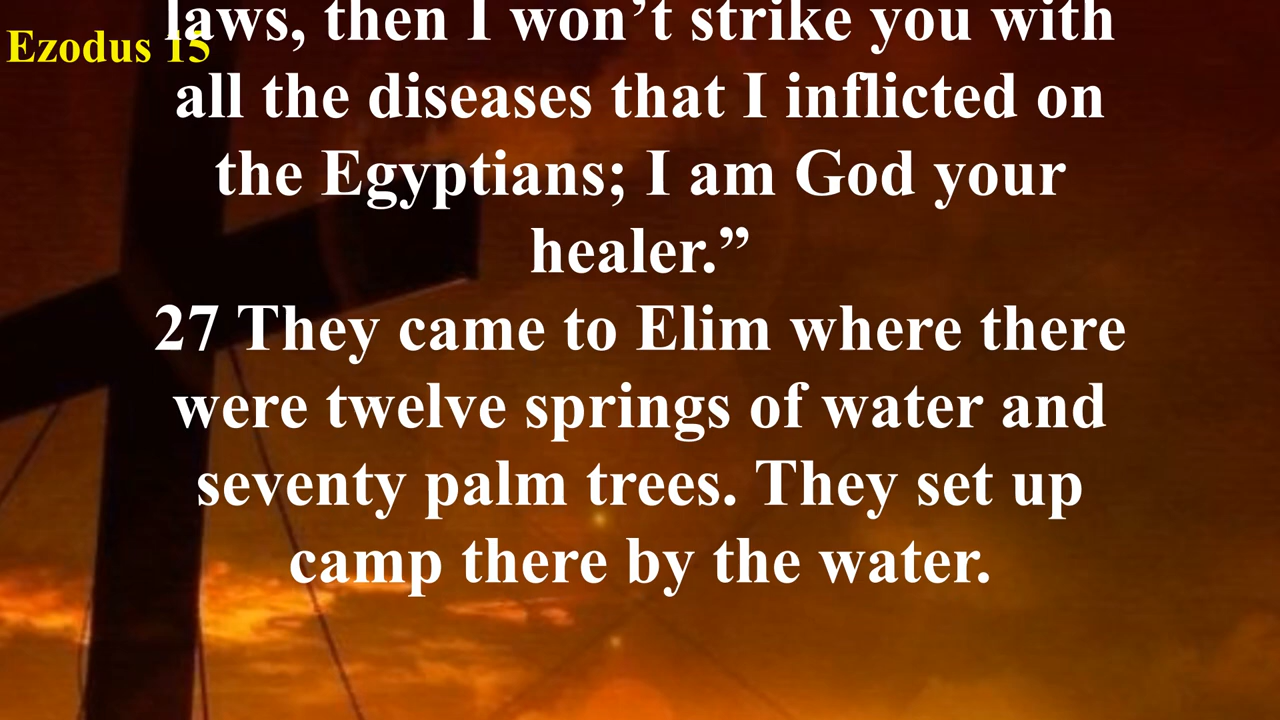 Ezodus 15
laws, then I won’t strike you with
all the diseases that I inflicted on
the Egyptians; I am God your
healer.”
27 They came to Elim where there
were twelve springs of water and
seventy palm trees. They set up
camp there by the water.